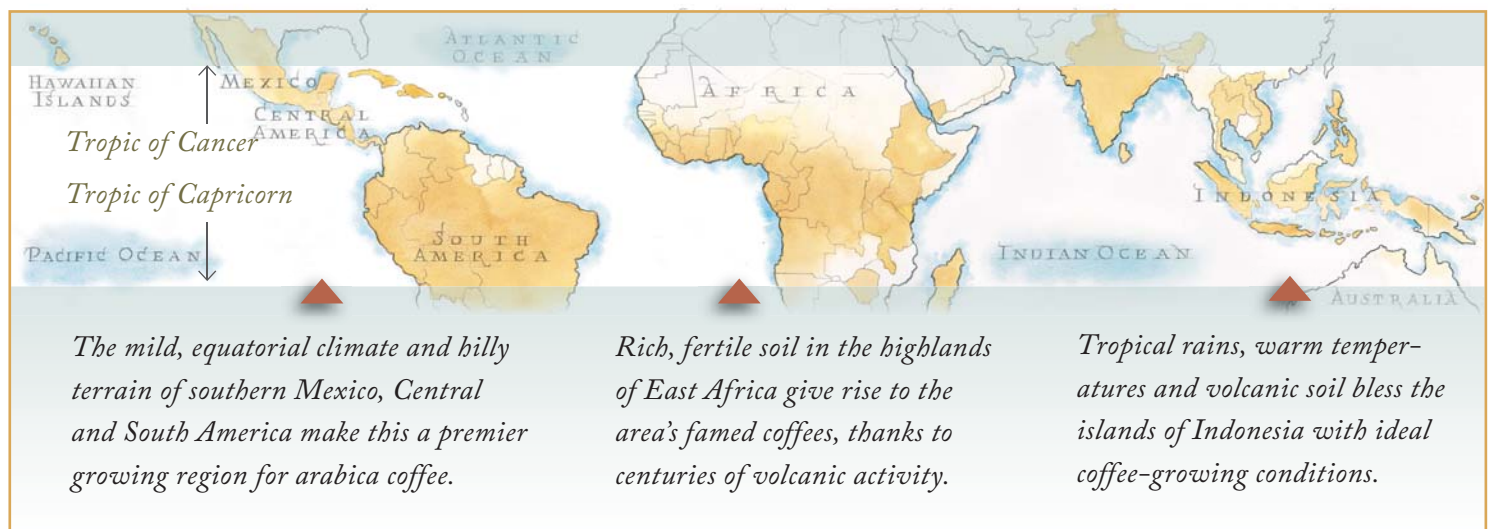 ATLANTIC
OCEAN
HAWAIIAN
ISLANDS
MEXICO
CENTRAL
AMERICA
AFRICA
Tropic of Cancer
Tropic of Capricorn
INDONESIA
SOUTH
AMERICA
PACIFIC OCEAN
INDIAN OCEAN
AUSTRALIA
The mild, equatorial climate and hilly
terrain of southern Mexico, Central
and South America make this a premier
growing region for arabica coffee.
Rich, fertile soil in the highlands
of East Africa give rise to the
area's famed coffees, thanks to
centuries of volcanic activity.
Tropical rains, warm temper-
atures and volcanic soil bless the
islands of Indonesia with ideal
coffee-growing conditions.